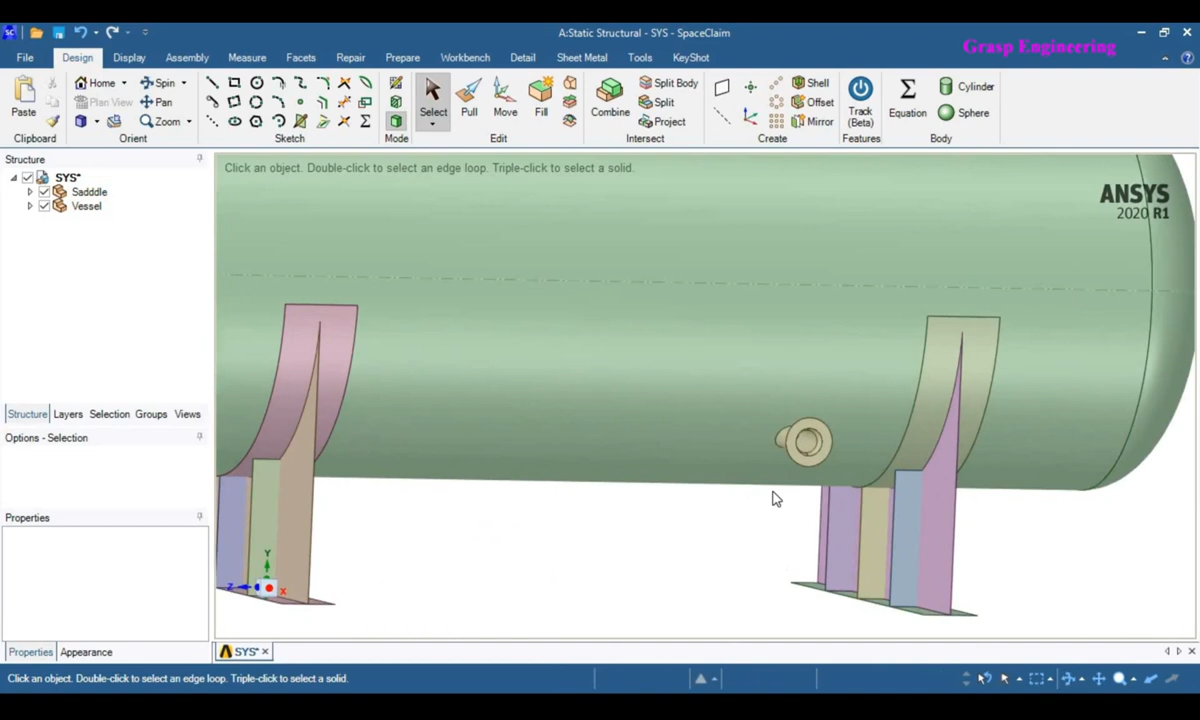 A:Static Structural - SYS - SpaceClaim
Grasp Engineering
File Design Display Assembly Measure Facets Repair Prepare Workbench Detail Sheet Metal Tools KeyShot
Paste
Home Spin
Plan View Pan
Zoom
Select Pull Move Fill
Combine
Split Body
Split
Project
Shell
Offset
Mirror
Track
(Beta)
Equation
Cylinder
Sphere
Clipboard Orient Sketch Mode Edit Intersect Create Features Body
Structure
SYS*
Sadddle
Vessel
Click an object. Double-click to select an edge loop. Triple-click to select a solid.
ANSYS
2020 R1
Structure Layers Selection Groups Views
Options - Selection
Properties
Y
Z
X
Properties Appearance
SYS*
Click an object. Double-click to select an edge loop. Triple-click to select a solid.